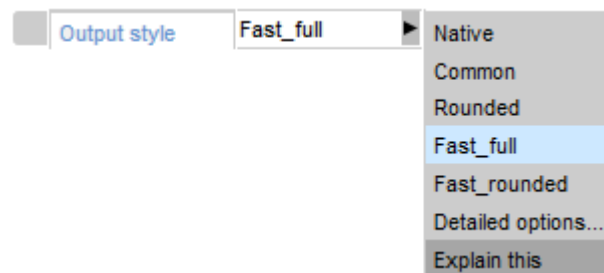 Output style Fast_full
Native
Common
Rounded
Fast_full
Fast_rounded
Detailed options...
Explain this